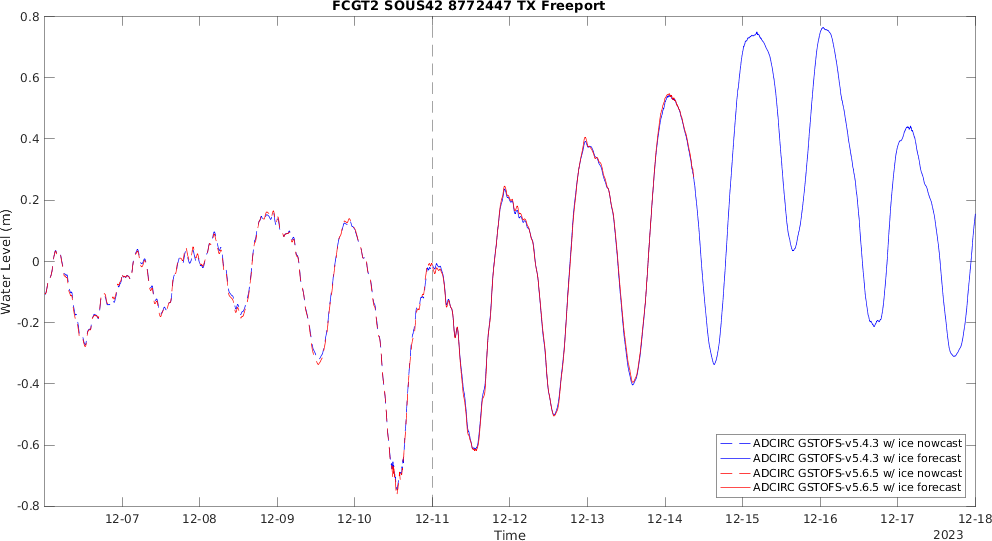 FCGT2 SOUS42 8772447 TX Freeport
0.8
0.6
0.4
0.2
0
-0.2
-0.4
-0.6
-0.8
Water Level (m)
ADCIRC GSTOFS-v5.4.3 w/ ice nowcast
ADCIRC GSTOFS-v5.4.3 w/ ice forecast
ADCIRC GSTOFS-v5.6.5 w/ ice nowcast
ADCIRC GSTOFS-v5.6.5 w/ ice forecast
12-07 12-08 12-09 12-10 12-11 12-12 12-13 12-14 12-15 12-16 12-17 12-18
Time
2023